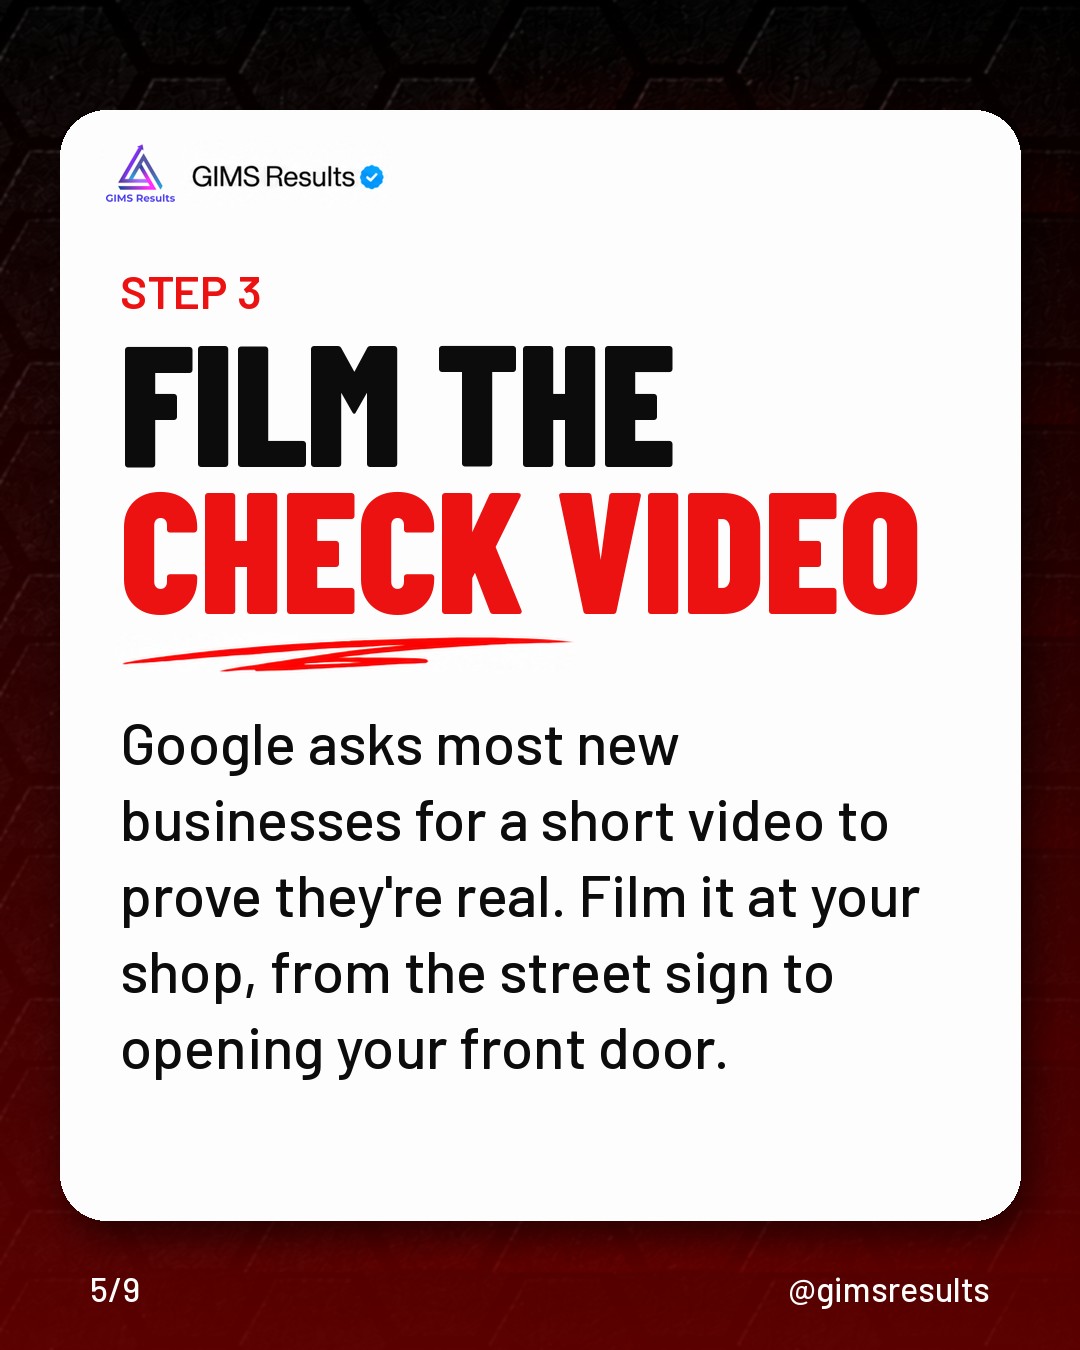 GIMS Results
GIMS Results
STEP 3
FILM THE
CHECK VIDEO
Google asks most new
businesses for a short video to
prove they're real. Film it at your
shop, from the street sign to
opening your front door.
5/9
@gimsresults